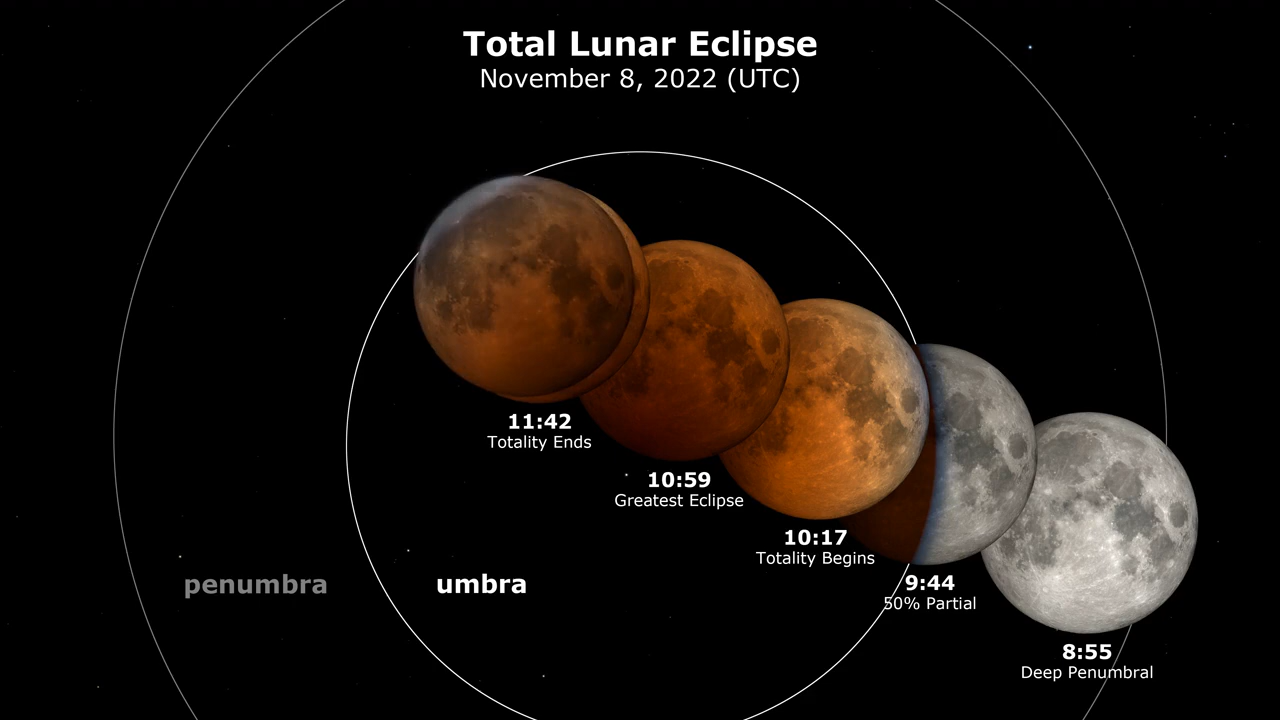 Total Lunar Eclipse
November 8, 2022 (UTC)
11:42
Totality Ends
10:59
Greatest Eclipse
10:17
Totality Begins
penumbra
umbra
9:44
50% Partial
8:55
Deep Penumbral